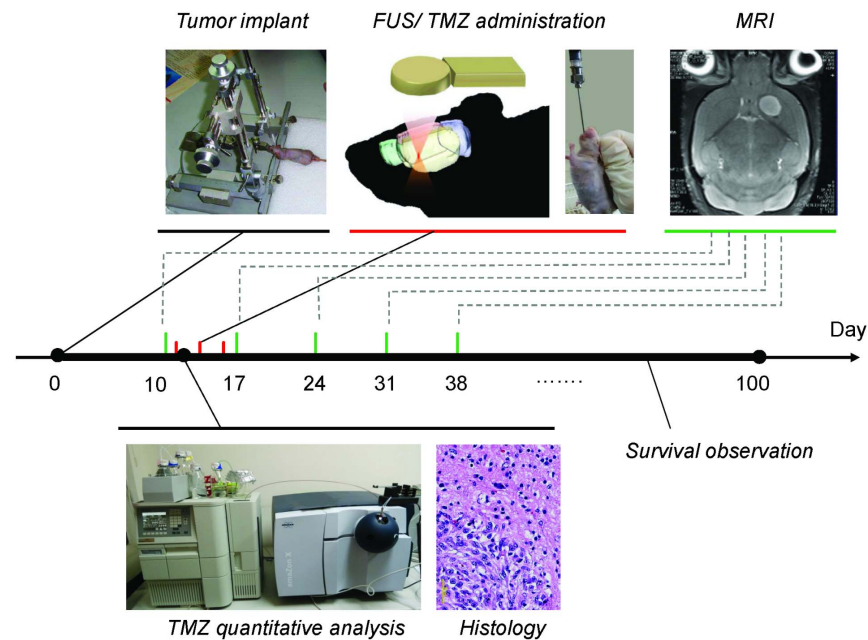 Tumor implant
FUS/ TMZ administration
MRI
Day
0
10
17
24
31
38
.......
100
Survival observation
TMZ quantitative analysis
Histology